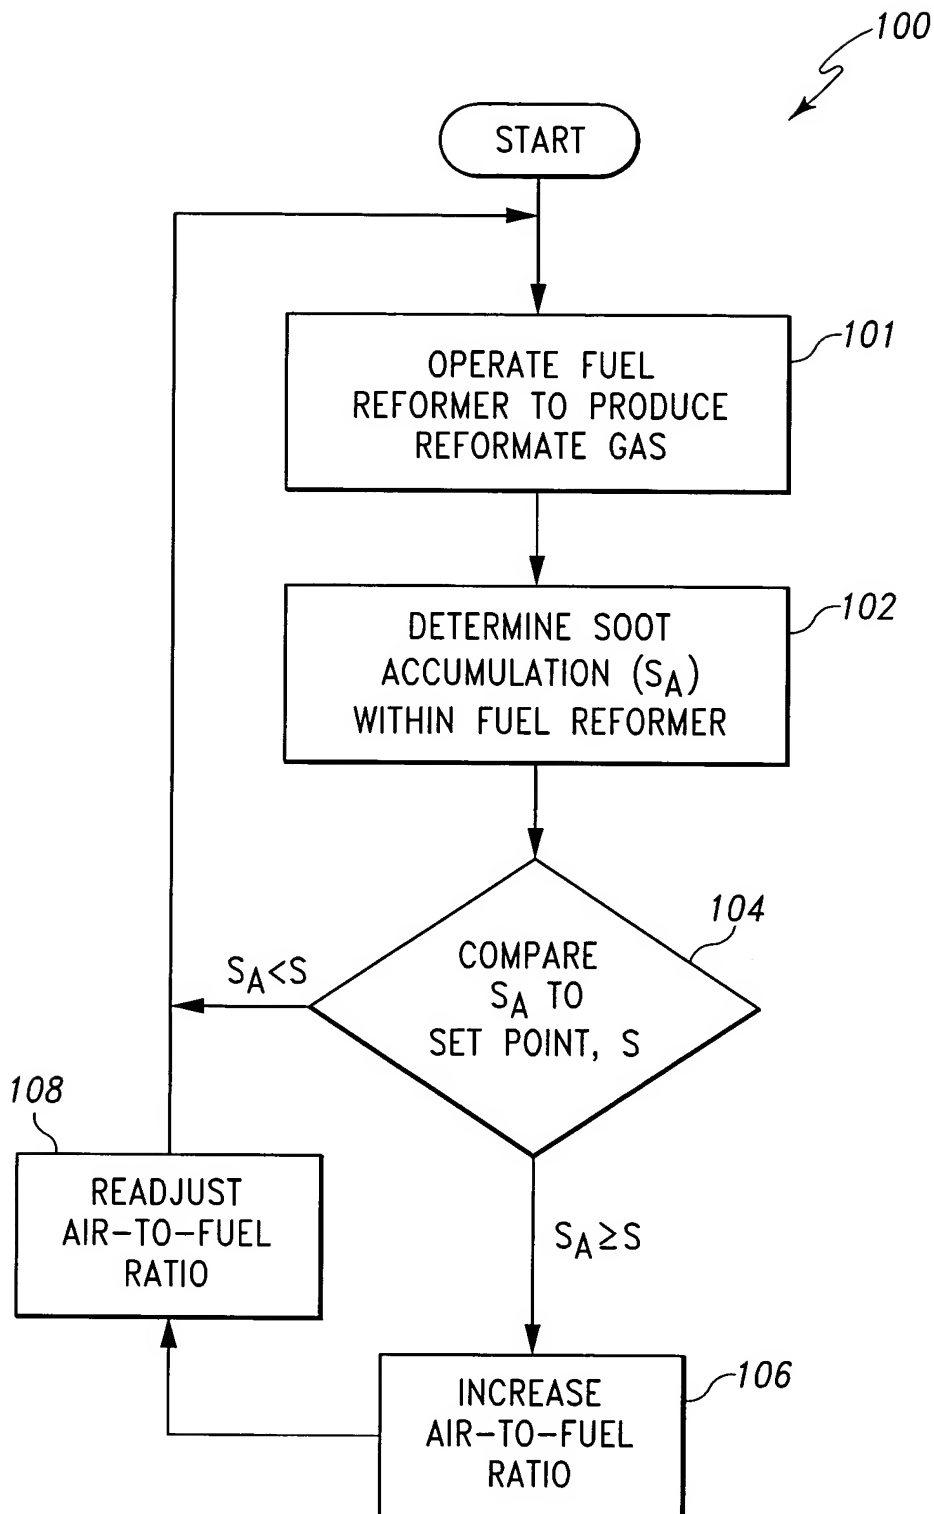 100
START
101
OPERATE FUEL
REFORMER TO PRODUCE
REFORMATE GAS
102
DETERMINE SOOT
ACCUMULATION (SA)
WITHIN FUEL REFORMER
104
COMPARE
SA TO
SET POINT, S
SA<S
108
READJUST
AIR-TO-FUEL
RATIO
SA≥S
106
INCREASE
AIR-TO-FUEL
RATIO